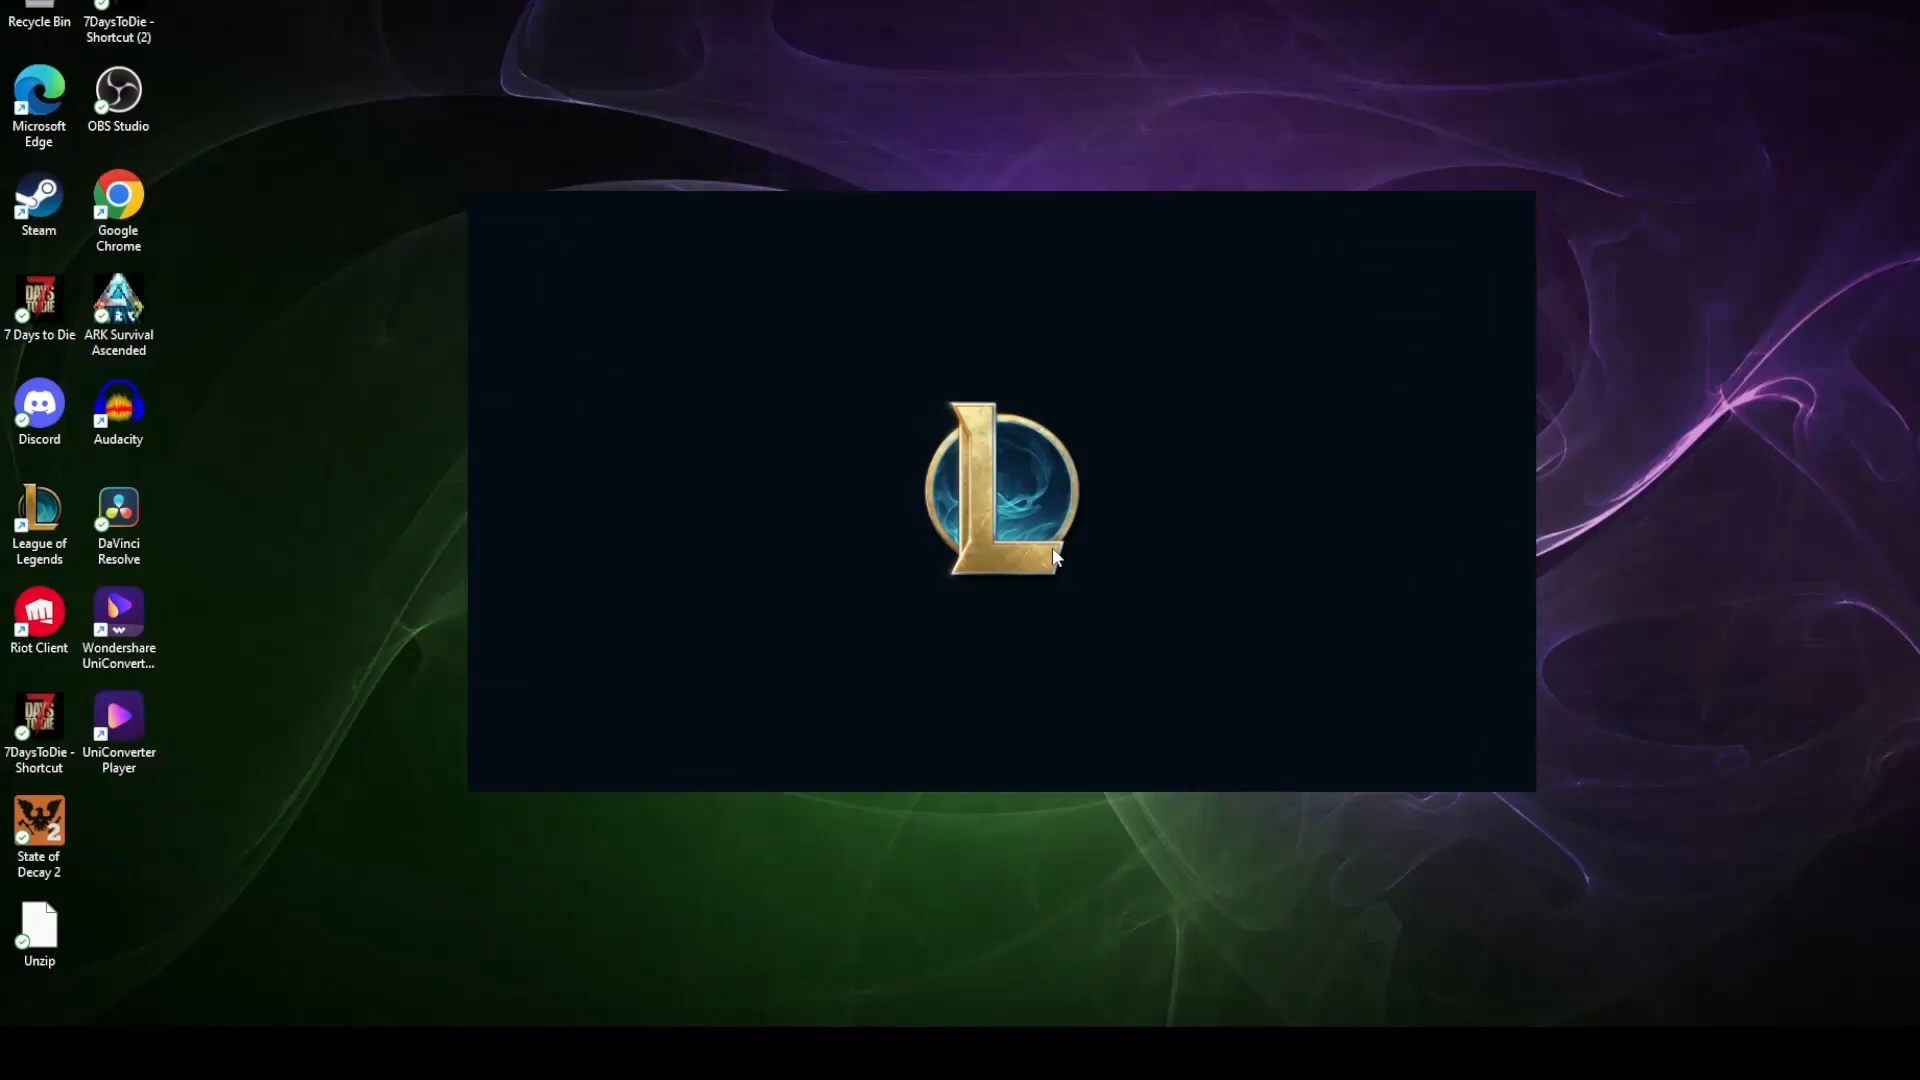 Recycle Bin
7DaysToDie -
Shortcut (2)
Microsoft
Edge
OBS Studio
Steam
Google
Chrome
7 Days to Die
ARK Survival
Ascended
Discord
Audacity
League of
Legends
DaVinci
Resolve
Riot Client
Wondershare
UniConvert...
7DaysToDie -
Shortcut
UniConverter
Player
State of
Decay 2
Unzip